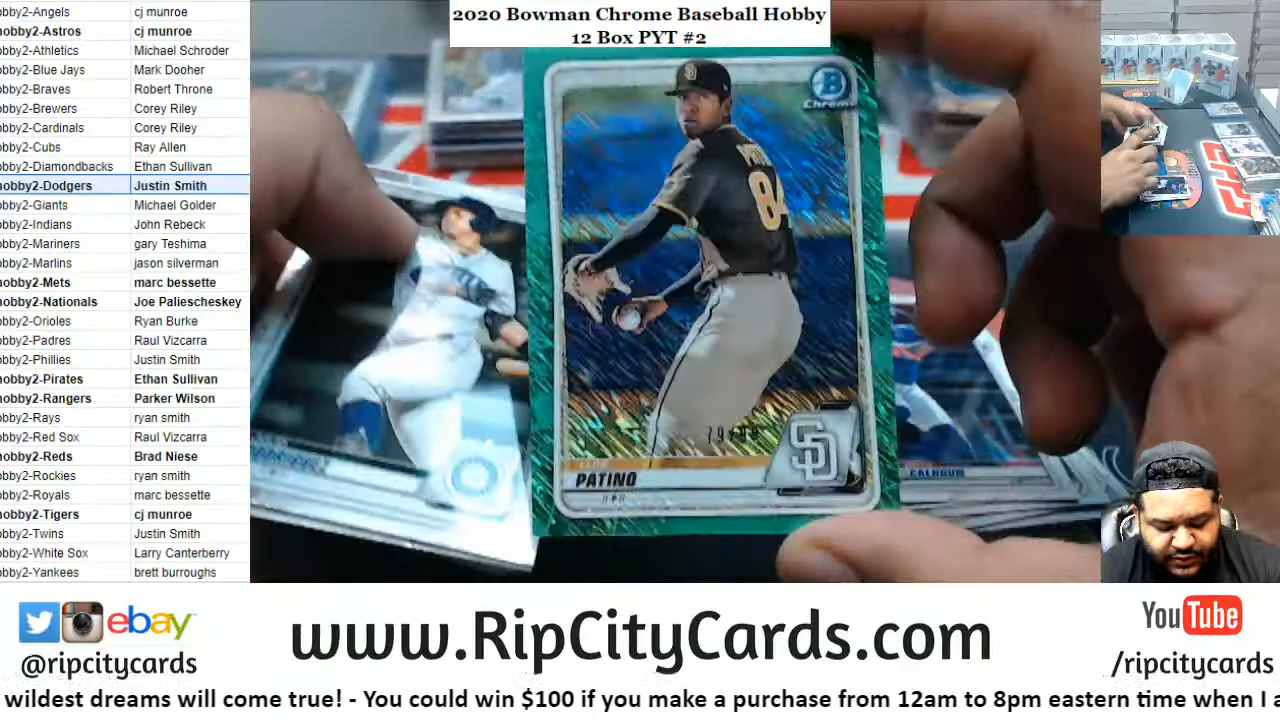 2020 Bowman Chrome Baseball Hobby
12 Box PYT #2
obby2-Angels cj munroe
obby2-Astros cj munroe
obby2-Athletics Michael Schroder
obby2-Blue Jays Mark Dooher
obby2-Braves Robert Throne
obby2-Brewers Corey Riley
obby2-Cardinals Corey Riley
obby2-Cubs Ray Allen
obby2-Diamondbacks Ethan Sullivan
hobby2-Dodgers Justin Smith
obby2-Giants Michael Golder
obby2-Indians John Rebeck
obby2-Mariners gary Teshima
obby2-Marlins jason silverman
hobby2-Mets marc bessette
hobby2-Nationals Joe Paliescheskey
obby2-Orioles Ryan Burke
obby2-Padres Raul Vizcarra
obby2-Phillies Justin Smith
hobby2-Pirates Ethan Sullivan
hobby2-Rangers Parker Wilson
obby2-Rays ryan smith
obby2-Red Sox Raul Vizcarra
hobby2-Reds Brad Niese
obby2-Rockies ryan smith
obby2-Royals marc bessette
hobby2-Tigers cj munroe
obby2-Twins Justin Smith
obby2-White Sox Larry Canterbery
obby2-Yankees brett burroughs
B
Chrome
84
SD
PATINO
CALHOUN
ebay
@ripcitycards
www.RipCityCards.com
YouTube
/ripcitycards
wildest dreams will come true! - You could win $100 if you make a purchase from 12am to 8pm eastern time when I a